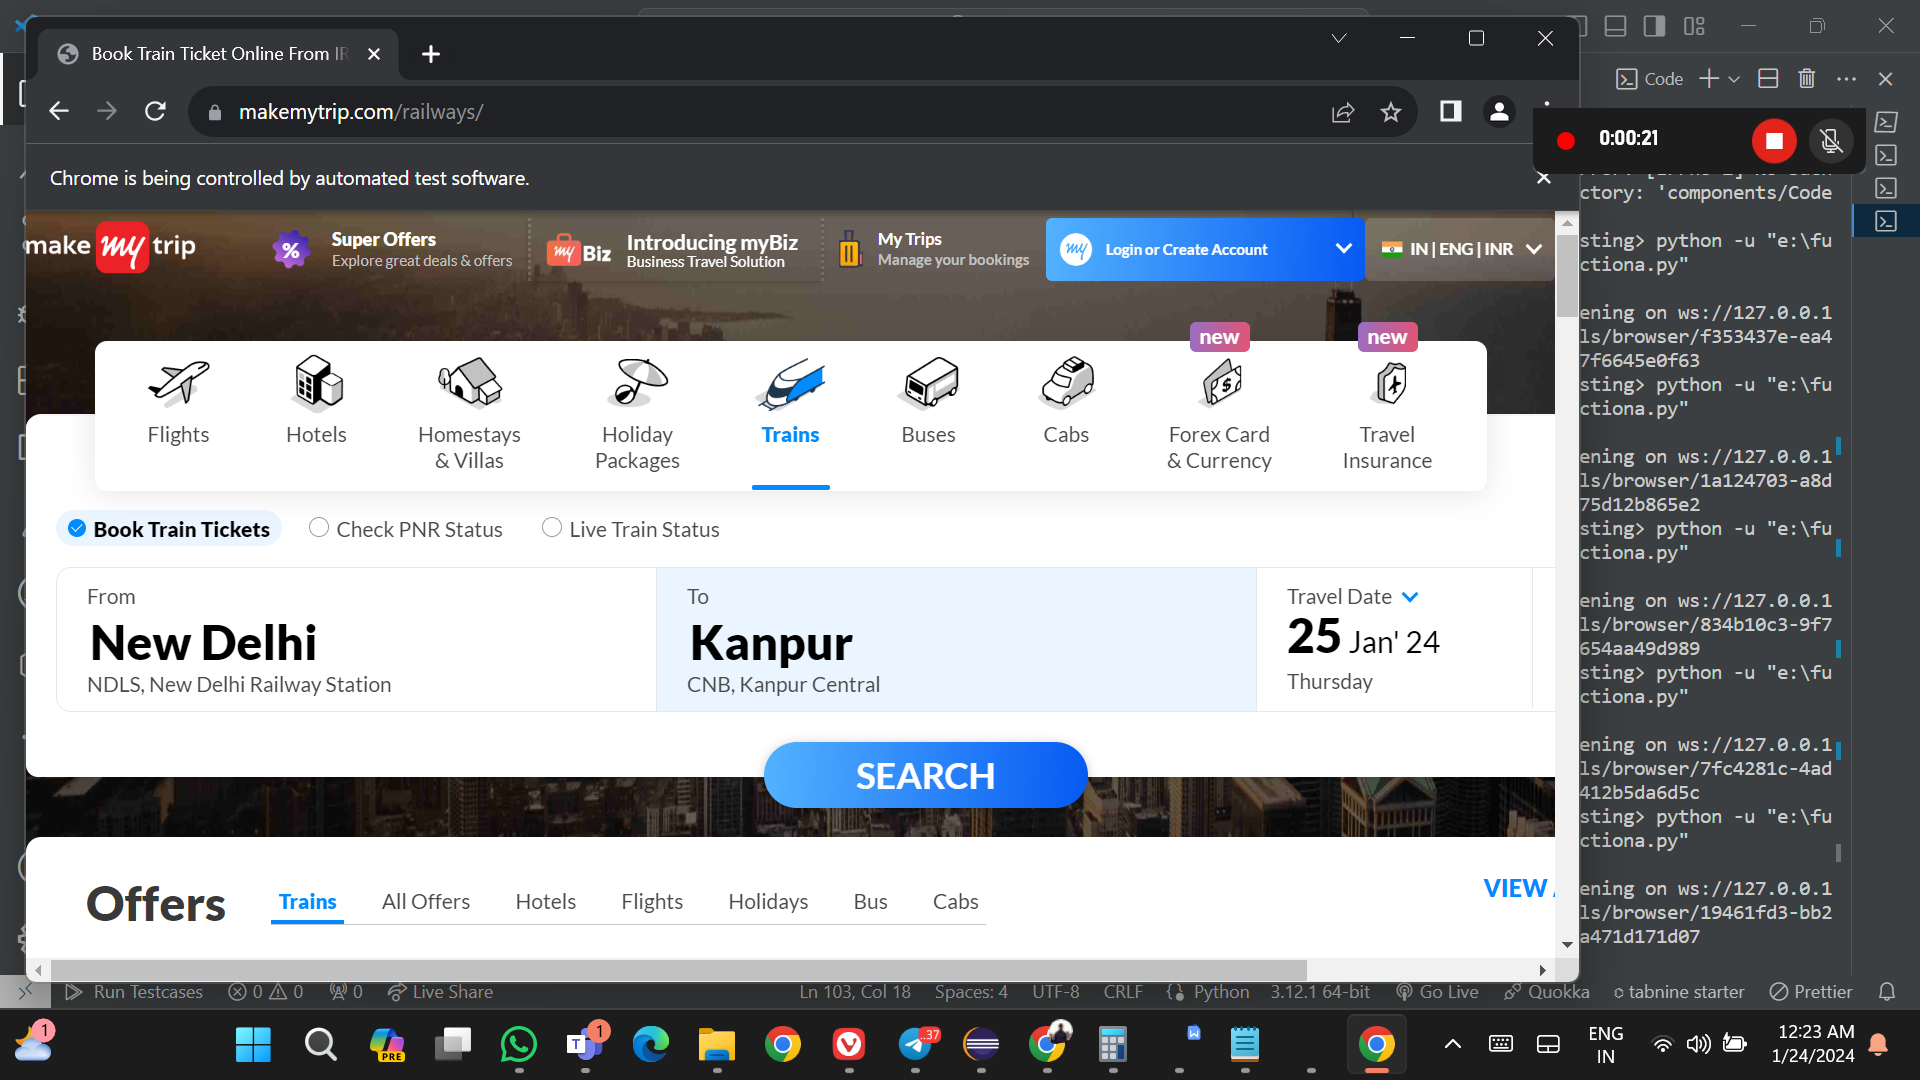 Book Train Ticket Online From IR
makemytrip.com/railways/
Code
0:00:21
Chrome is being controlled by automated test software.
make my trip
%
Super Offers
Explore great deals & offers
my Biz
Introducing myBiz
Business Travel Solution
My Trips
Manage your bookings
my
Login or Create Account
IN | ENG | INR
new
new
Flights
Hotels
Homestays
& Villas
Holiday
Packages
Trains
Buses
Cabs
Forex Card
& Currency
Travel
Insurance
Book Train Tickets
Check PNR Status
Live Train Status
From
New Delhi
NDLS, New Delhi Railway Station
To
Kanpur
CNB, Kanpur Central
Travel Date
25 Jan' 24
Thursday
SEARCH
Offers
Trains
All Offers
Hotels
Flights
Holidays
Bus
Cabs
VIEW
ctory: 'components/Code
sting> python -u "e:\fu
ctiona.py"
ening on ws://127.0.0.1
ls/browser/f353437e-ea4
7f6645e0f63
sting> python -u "e:\fu
ctiona.py"
ening on ws://127.0.0.1
ls/browser/1a124703-a8d
75d12b865e2
sting> python -u "e:\fu
ctiona.py"
ening on ws://127.0.0.1
ls/browser/834b10c3-9f7
654aa49d989
sting> python -u "e:\fu
ctiona.py"
ening on ws://127.0.0.1
ls/browser/7fc4281c-4ad
412b5da6d5c
sting> python -u "e:\fu
ctiona.py"
ening on ws://127.0.0.1
ls/browser/19461fd3-bb2
a471d171d07
Run Testcases
0
0
0
Live Share
Ln 103, Col 18
Spaces: 4
UTF-8
CRLF
Python
3.12.1 64-bit
Go Live
Quokka
tabnine starter
Prettier
1
PRE
1
37
ENG
IN
12:23 AM
1/24/2024